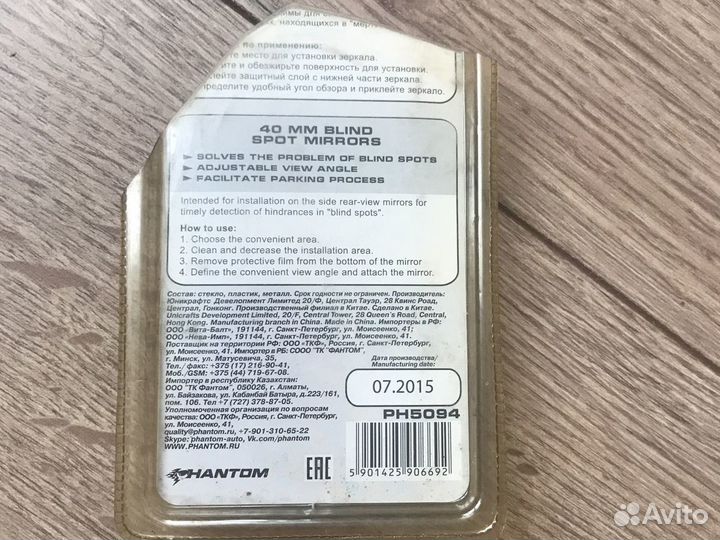 имы для
находящихся в "мерт
по применению:
те место для установки зеркала.
ите и обезжирьте поверхность для установки.
лейте защитный слой с нижней части зеркала.
пределите удобный угол обзора и приклейте зеркало.
40 MM BLIND
SPOT MIRRORS
SOLVES THE PROBLEM OF BLIND SPOTS
ADJUSTABLE VIEW ANGLE
FACILITATE PARKING PROCESS
Intended for installation on the side rear-view mirrors for
timely detection of hindrances in "blind spots".
How to use:
1. Choose the convenient area.
2. Clean and decrease the installation area.
3. Remove protective film from the bottom of the mirror
4. Define the convenient view angle and attach the mirror.
Состав: стекло, пластик, металл. Срок годности не ограничен. Производитель:
Юникрафтс Девелопмент Лимитед 20/Ф, Централ Тауэр, 28 Квинс Роад,
Централ, Гонконг. Производственный филиал в Китае. Сделано в Китае.
Unicrafts Development Limited, 20/F, Central Tower, 28 Queen's Road, Central,
Hong Kong. Manufacturing branch in China. Made in China. Импортеры в РФ:
ООО «Вита-Балт», 191144, г. Санкт-Петербург, ул. Моисеенко, 41;
ООО «Нева-Имп», 191144, г. Санкт-Петербург, ул. Моисеенко, 41.
Поставщик на территории РФ: ООО «ТКФ», Россия, г. Санкт-Петербург,
ул. Моисеенко, 41. Импортер в РБ: СООО "ТК ФАНТОМ",
г. Минск, ул. Матусевича, 35,
Тел./ факс: +375 (17) 216-90-41,
Моб./GSM: +375 (44) 719-67-08.
Импортер в республику Казахстан:
ООО "ТК Фантом", 050026, г. Алматы,
ул. Байзакова, ул. Кабанбай Батыра, д.223/161,
пом. 106. Тел +7 (727) 378-87-05.
Уполномоченная организация по вопросам
качества: ООО «ТКФ», Россия, г. Санкт-Петербург,
ул. Моисеенко, 41,
quality@phantom.ru, +7-901-310-65-22
Skype: phantom-auto, Vk.com/phantom
WWW.PHANTOM.RU
Дата производства/
Manufacturing date:
07.2015
PH5094
PHANTOM
EAC
5 901425 906692
Avito